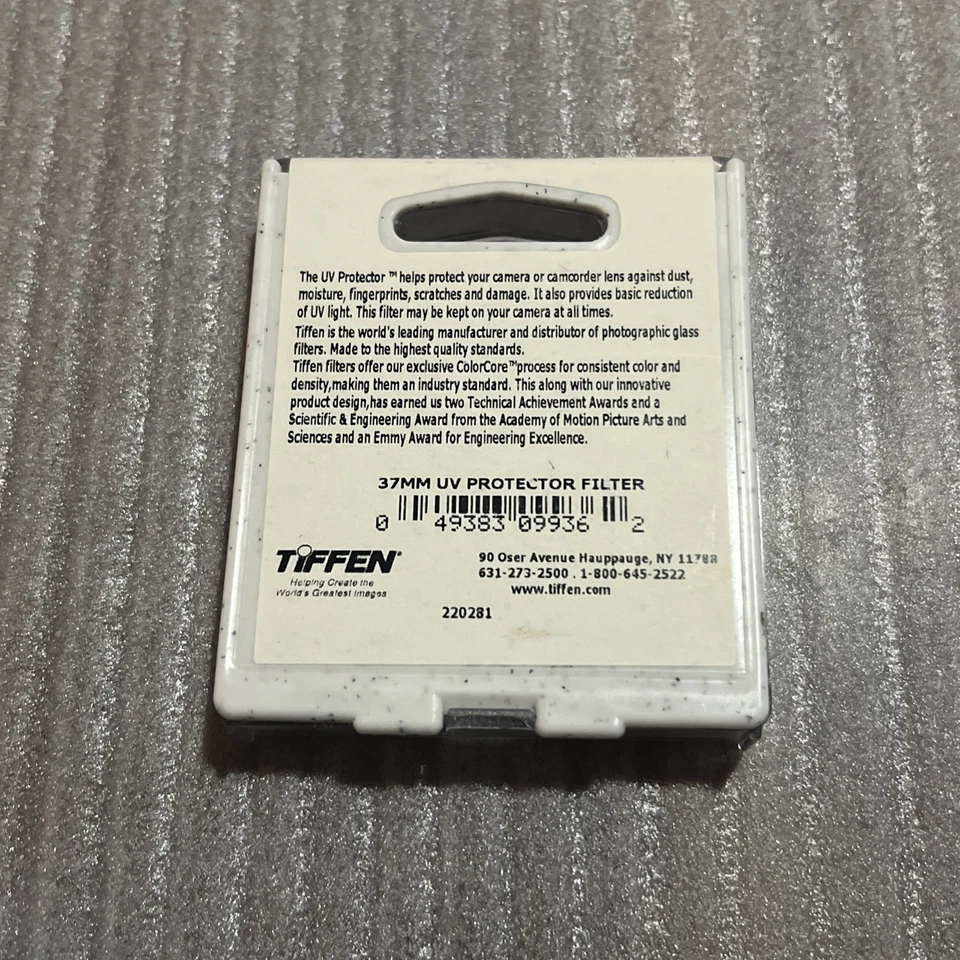 The UV Protector ™ helps protect your camera or camcorder lens against dust,
moisture, fingerprints, scratches and damage. It also provides basic reduction
of UV light. This filter may be kept on your camera at all times.
Tiffen is the world's leading manufacturer and distributor of photographic glass
filters. Made to the highest quality standards.
Tiffen filters offer our exclusive ColorCore™process for consistent color and
density,making them an industry standard. This along with our innovative
product design,has earned us two Technical Achievement Awards and a
Scientific & Engineering Award from the Academy of Motion Picture Arts and
Sciences and an Emmy Award for Engineering Excellence.
37MM UV PROTECTOR FILTER
0 49383 09936 2
TIFFEN®
Helping Create the
World's Greatest Images
90 Oser Avenue Hauppauge, NY 11788
631-273-2500 . 1-800-645-2522
www.tiffen.com
220281